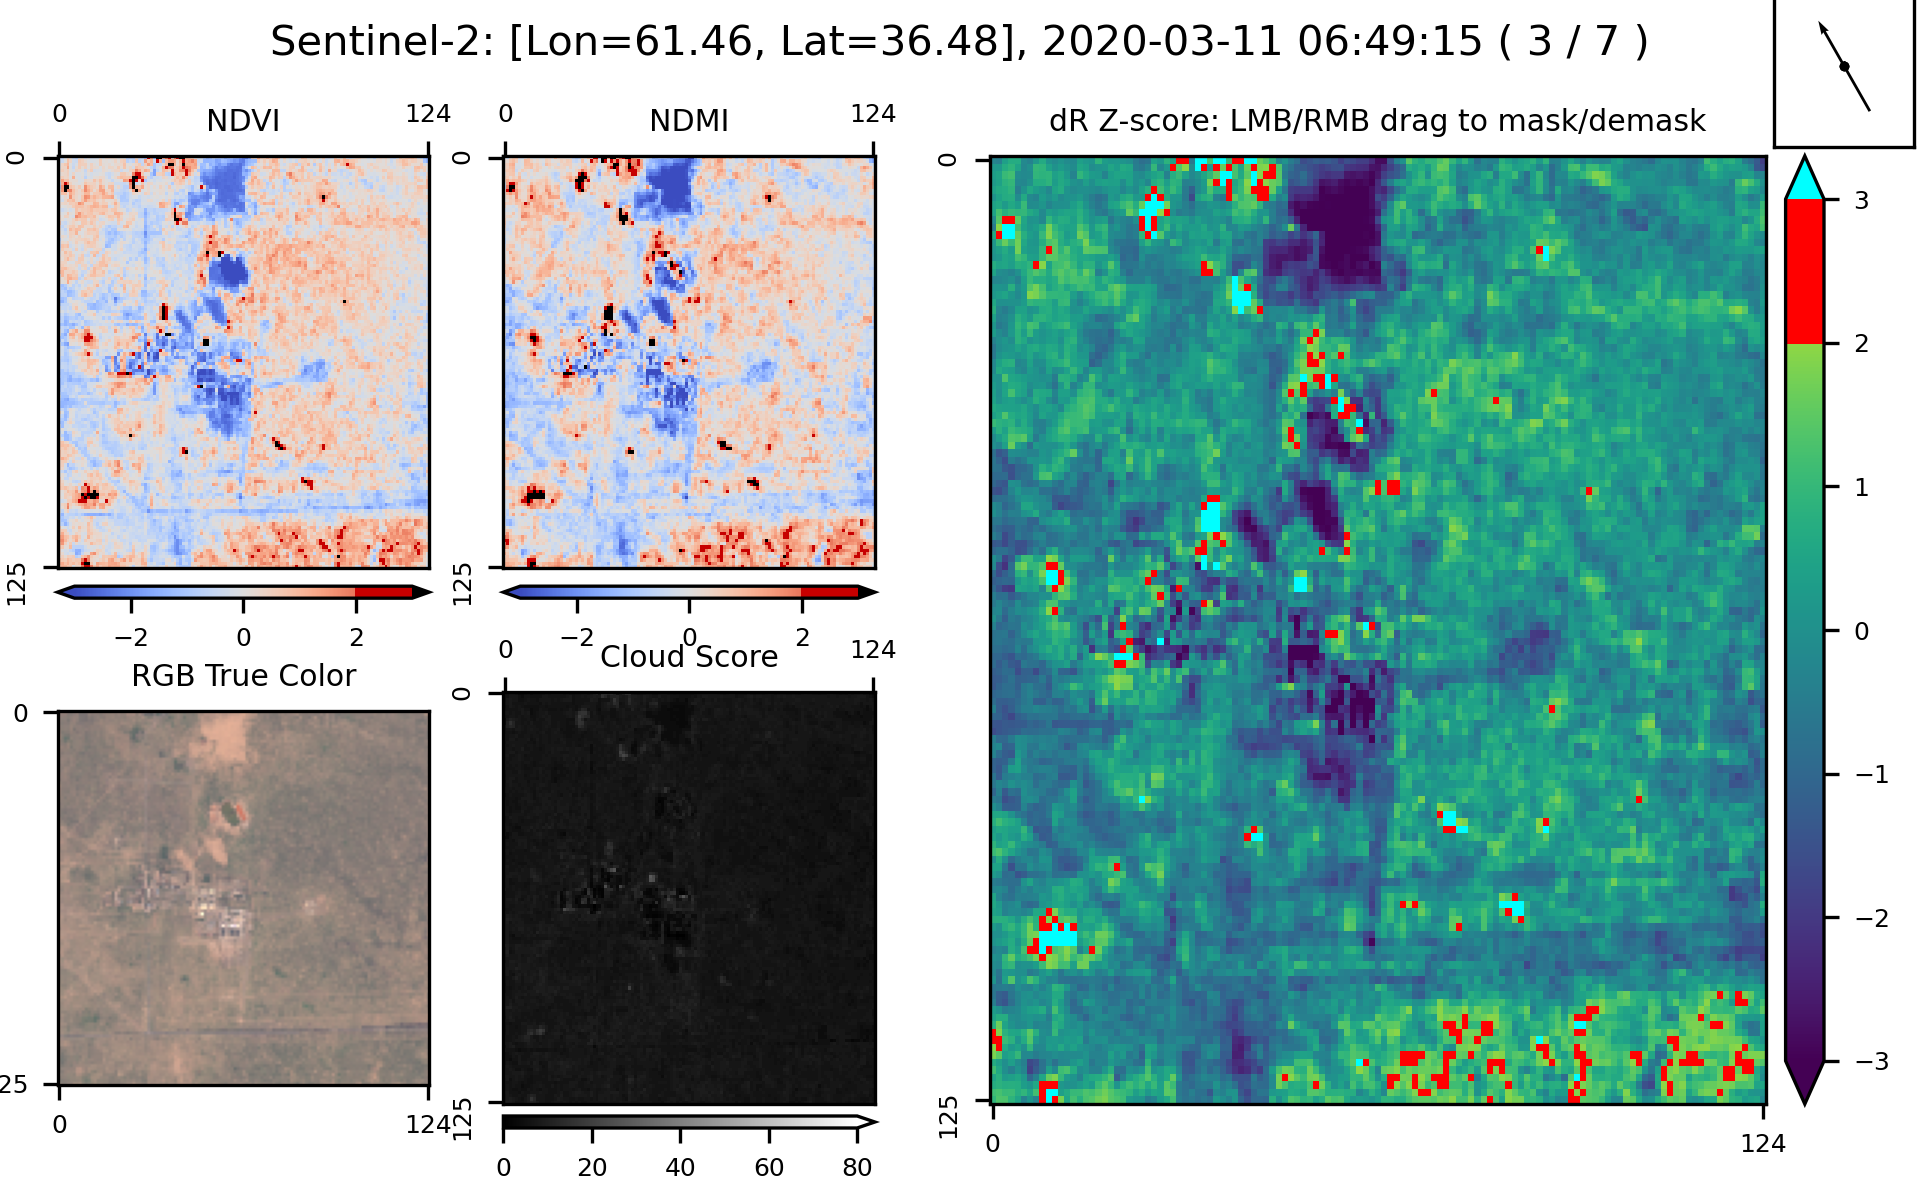 Sentinel-2: [Lon=61.46, Lat=36.48], 2020-03-11 06:49:15 ( 3 / 7 )
0 124
NDVI
0
125
−2 0 2
0 124
NDMI
0
125
−2 0 2
dR Z-score: LMB/RMB drag to mask/demask
0
125
0 124
3
2
1
0
−1
−2
−3
RGB True Color
0
25
0 124
0 124
Cloud Score
0
125
0 20 40 60 80